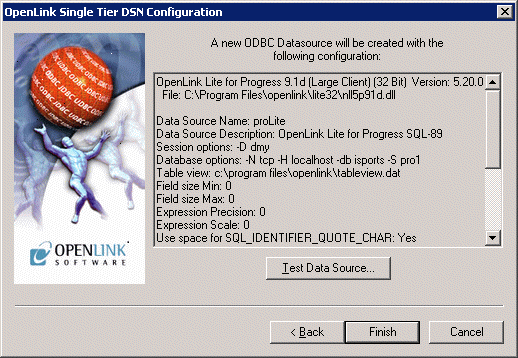 OpenLink Single Tier DSN Configuration
A new ODBC Datasource will be created with the
following configuration:
OpenLink Lite for Progress 9.1d (Large Client) (32 Bit) Version: 5.20.0
File: C:\Program Files\openlink\lite32\nll5p91d.dll
Data Source Name: proLite
Data Source Description: OpenLink Lite for Progress SQL-89
Session options: -D dmy
Database options: -N tcp -H localhost -db isports -S pro1
Table view: c:\program files\openlink\tableview.dat
Field size Min: 0
Field size Max: 0
Expression Precision: 0
Expression Scale: 0
Use space for SQL_IDENTIFIER_QUOTE_CHAR: Yes
OPENLINK
SOFTWARE
Test Data Source...
< Back
Finish
Cancel